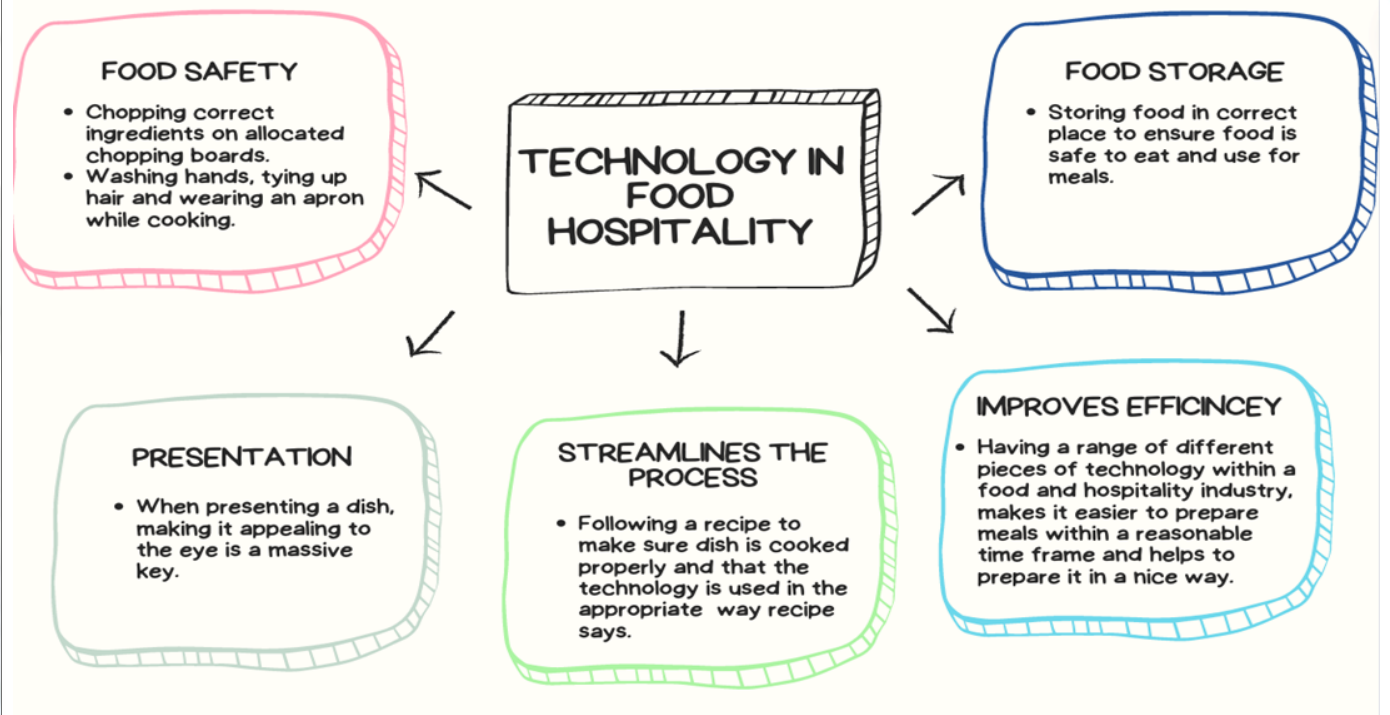 FOOD SAFETY
• Chopping correct
ingredients on allocated
chopping boards.
• Washing hands, tying up
hair and wearing an apron
while cooking.
TECHNOLOGY IN
FOOD
HOSPITALITY
FOOD STORAGE
• Storing food in correct
place to ensure food is
safe to eat and use for
meals.
PRESENTATION
• When presenting a dish,
making it appealing to
the eye is a massive
key.
STREAMLINES THE
PROCESS
• Following a recipe to
make sure dish is cooked
properly and that the
technology is used in the
appropriate way recipe
says.
IMPROVES EFFICINCEY
• Having a range of different
pieces of technology within a
food and hospitality industry,
makes it easier to prepare
meals within a reasonable
time frame and helps to
prepare it in a nice way.